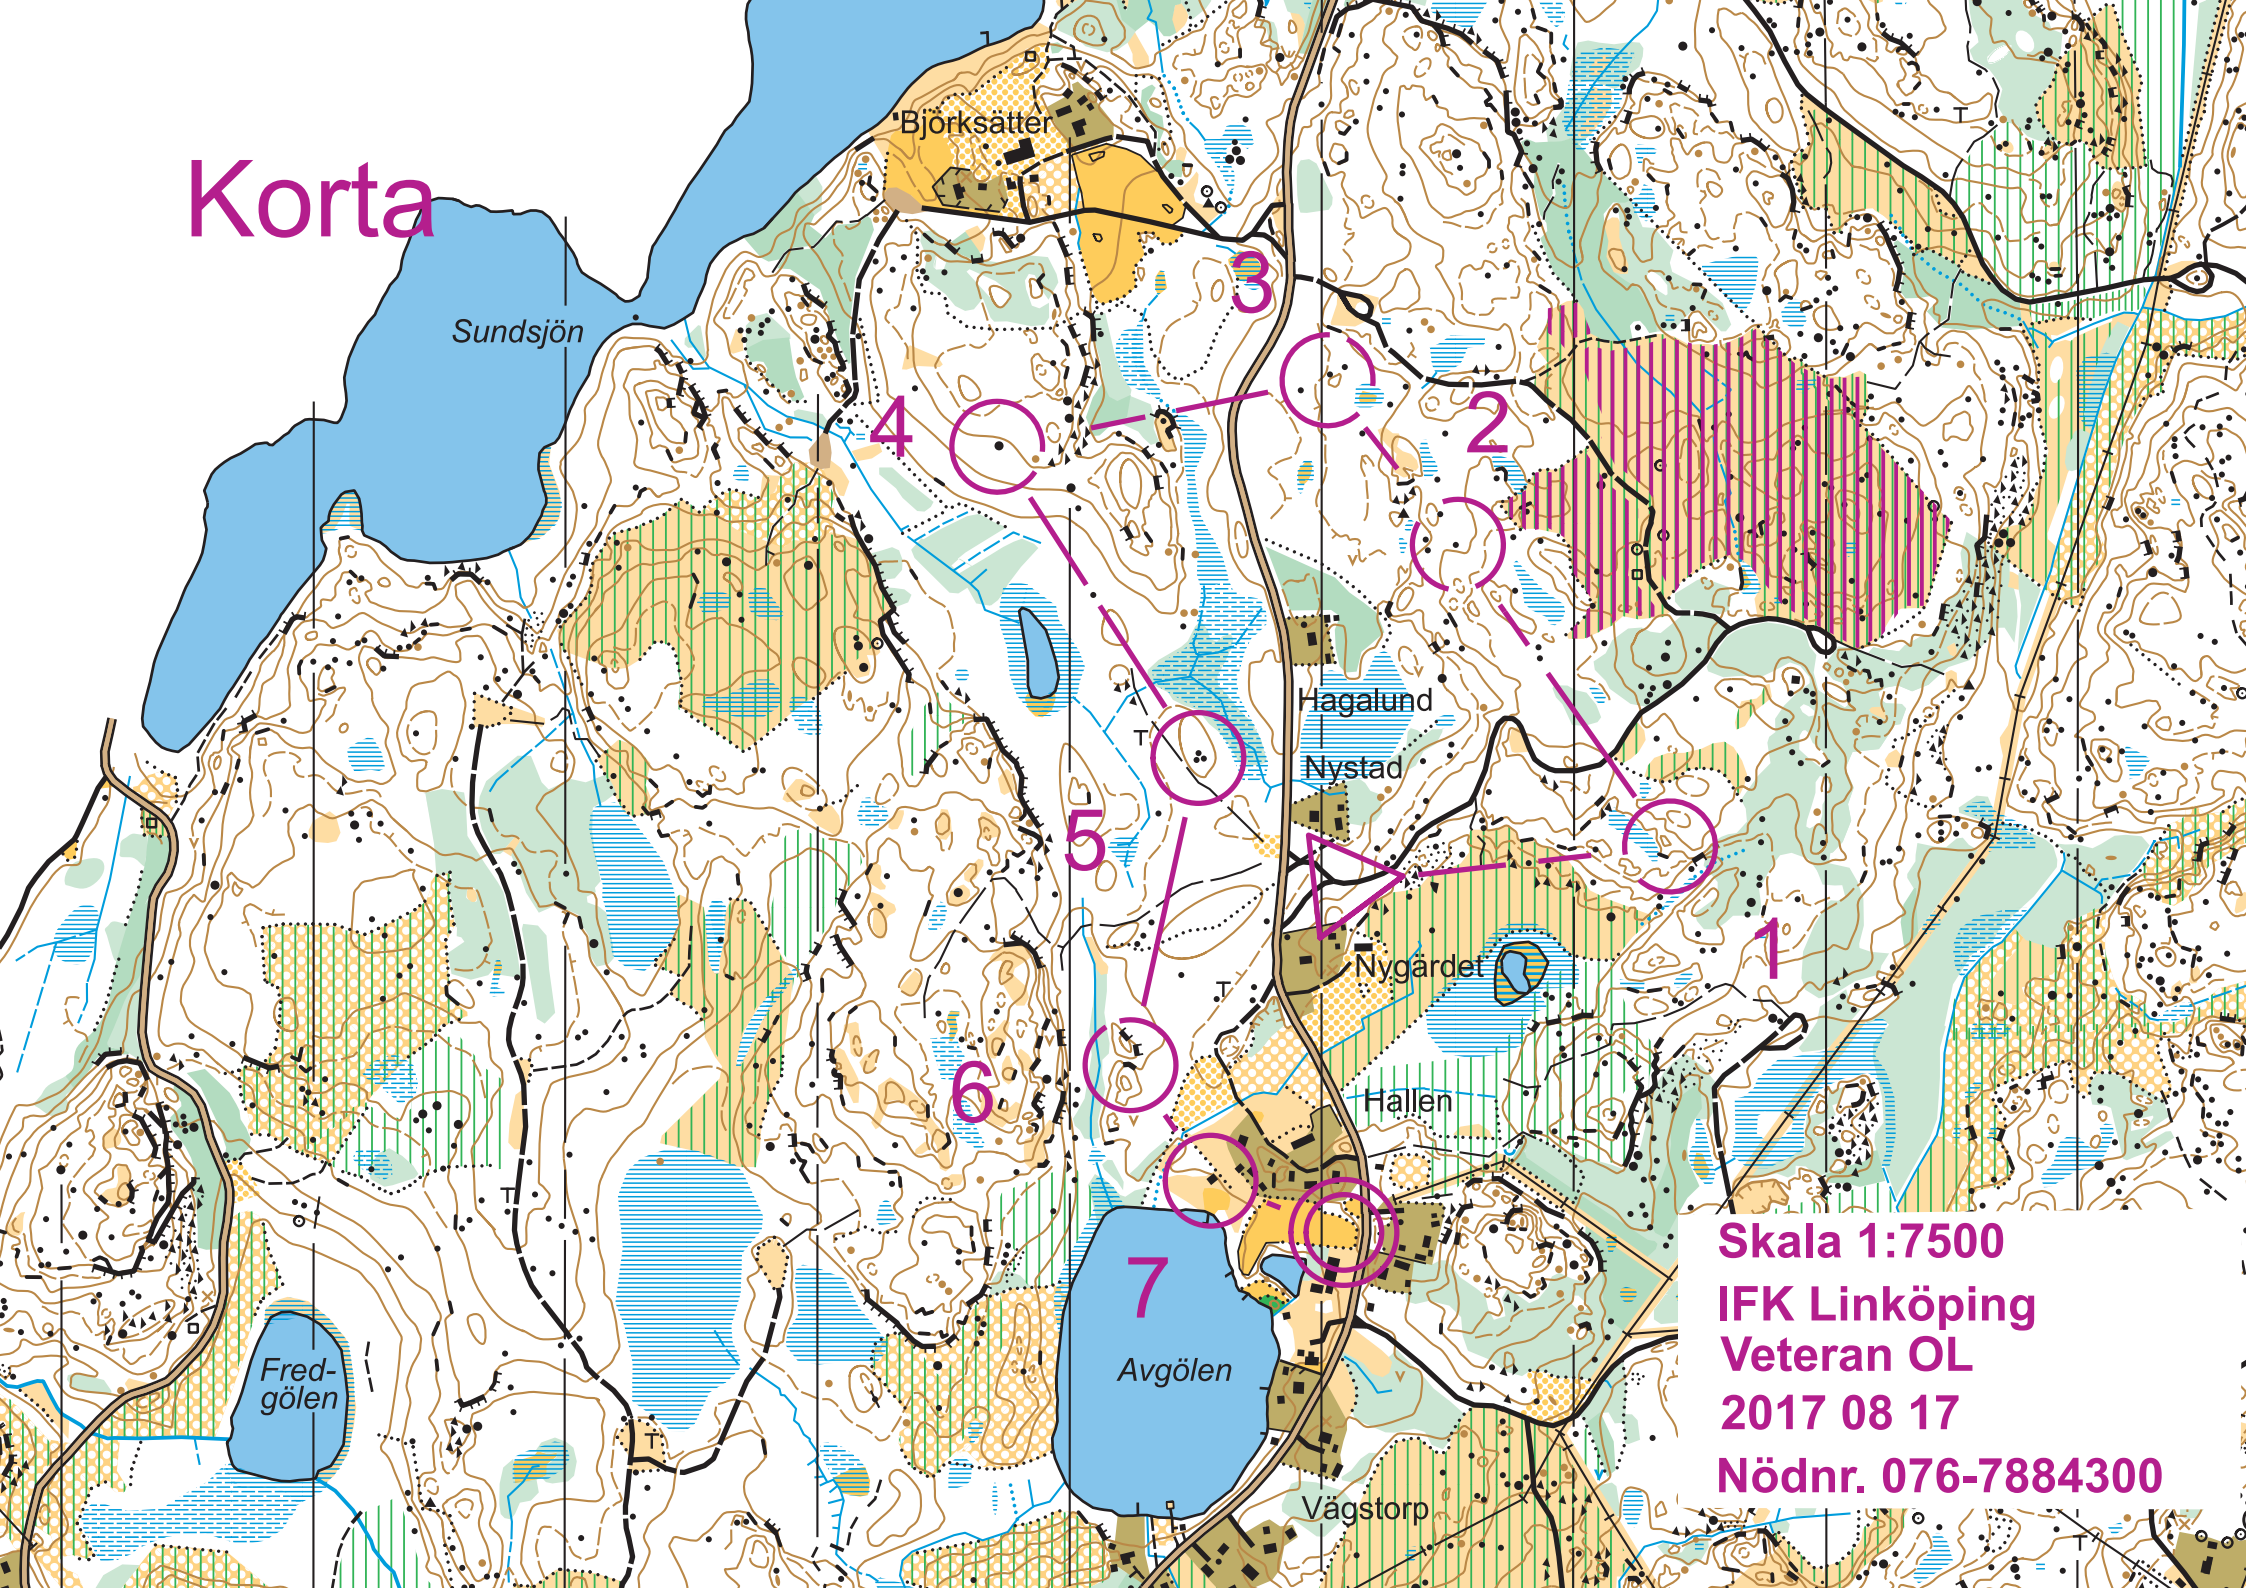 Korta
Björksätter
Sundsjön
3
4
2
Hagalund
Nystad
5
1
Nygärdet
6
Hällen
7
Avgölen
Fred-
gölen
Vägstorp
Skala 1:7500
IFK Linköping
Veteran OL
2017 08 17
Nödnr. 076-7884300